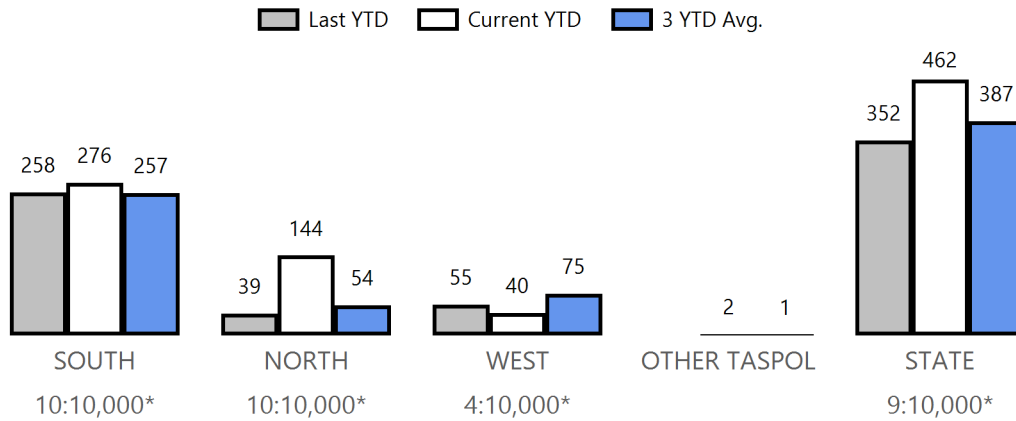 Last YTD Current YTD 3 YTD Avg.
258 276 257
39 144 54
55 40 75
2 1
352 462 387
SOUTH NORTH WEST OTHER TASPOL STATE
10:10,000* 10:10,000* 4:10,000* 9:10,000*